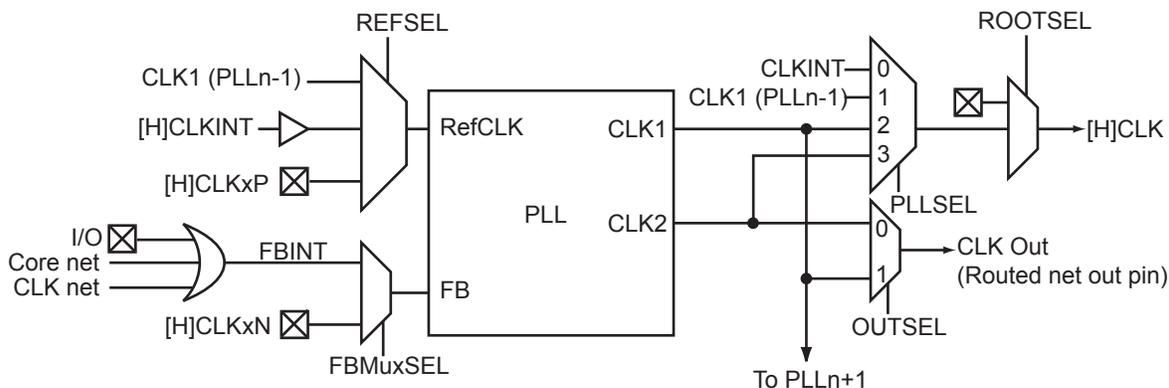 REFSEL
ROOTSEL
CLK1 (PLLn-1)
[H]CLKINT
[H]CLKxP
RefCLK
CLK1
PLL
CLK2
FB
CLKINT
CLK1 (PLLn-1)
0
1
2
3
[H]CLK
PLLSEL
I/O
Core net
CLK net
FBINT
[H]CLKxN
FBMuxSEL
0
1
CLK Out
(Routed net out pin)
OUTSEL
To PLLn+1